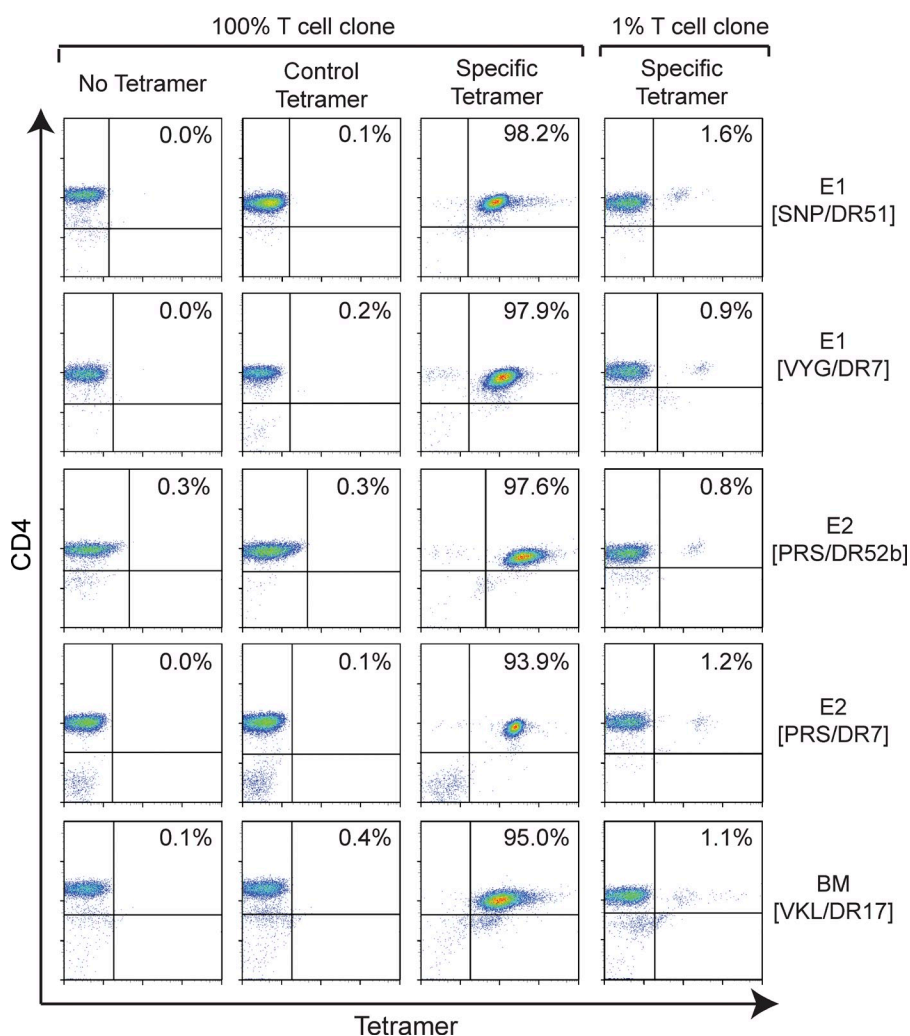 100% T cell clone
1% T cell clone
No Tetramer
Control
Tetramer
Specific
Tetramer
Specific
Tetramer
0.0%
0.1%
98.2%
1.6%
E1
[SNP/DR51]
0.0%
0.2%
97.9%
0.9%
E1
[VYG/DR7]
0.3%
0.3%
97.6%
0.8%
E2
[PRS/DR52b]
0.0%
0.1%
93.9%
1.2%
E2
[PRS/DR7]
0.1%
0.4%
95.0%
1.1%
BM
[VKL/DR17]
CD4
Tetramer